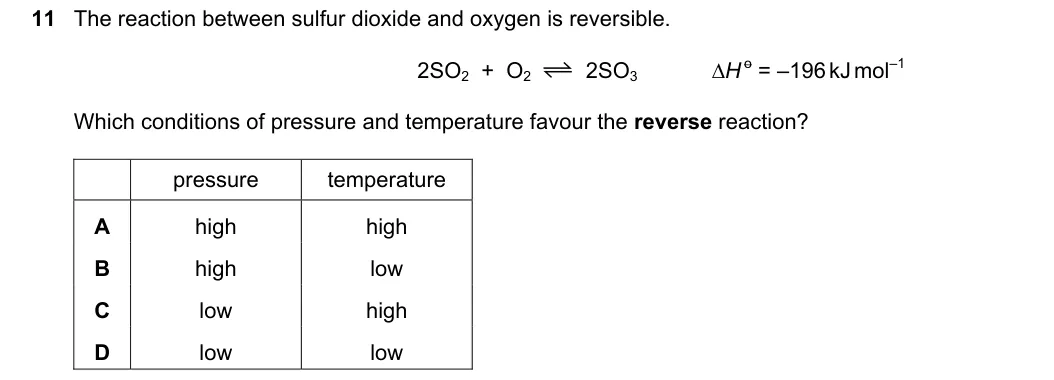 11 The reaction between sulfur dioxide and oxygen is reversible.
2SO₂ + O₂ ⇌ 2SO₃ ΔH⦵ = –196 kJ mol⁻¹
Which conditions of pressure and temperature favour the reverse reaction?
pressure temperature
A high high
B high low
C low high
D low low